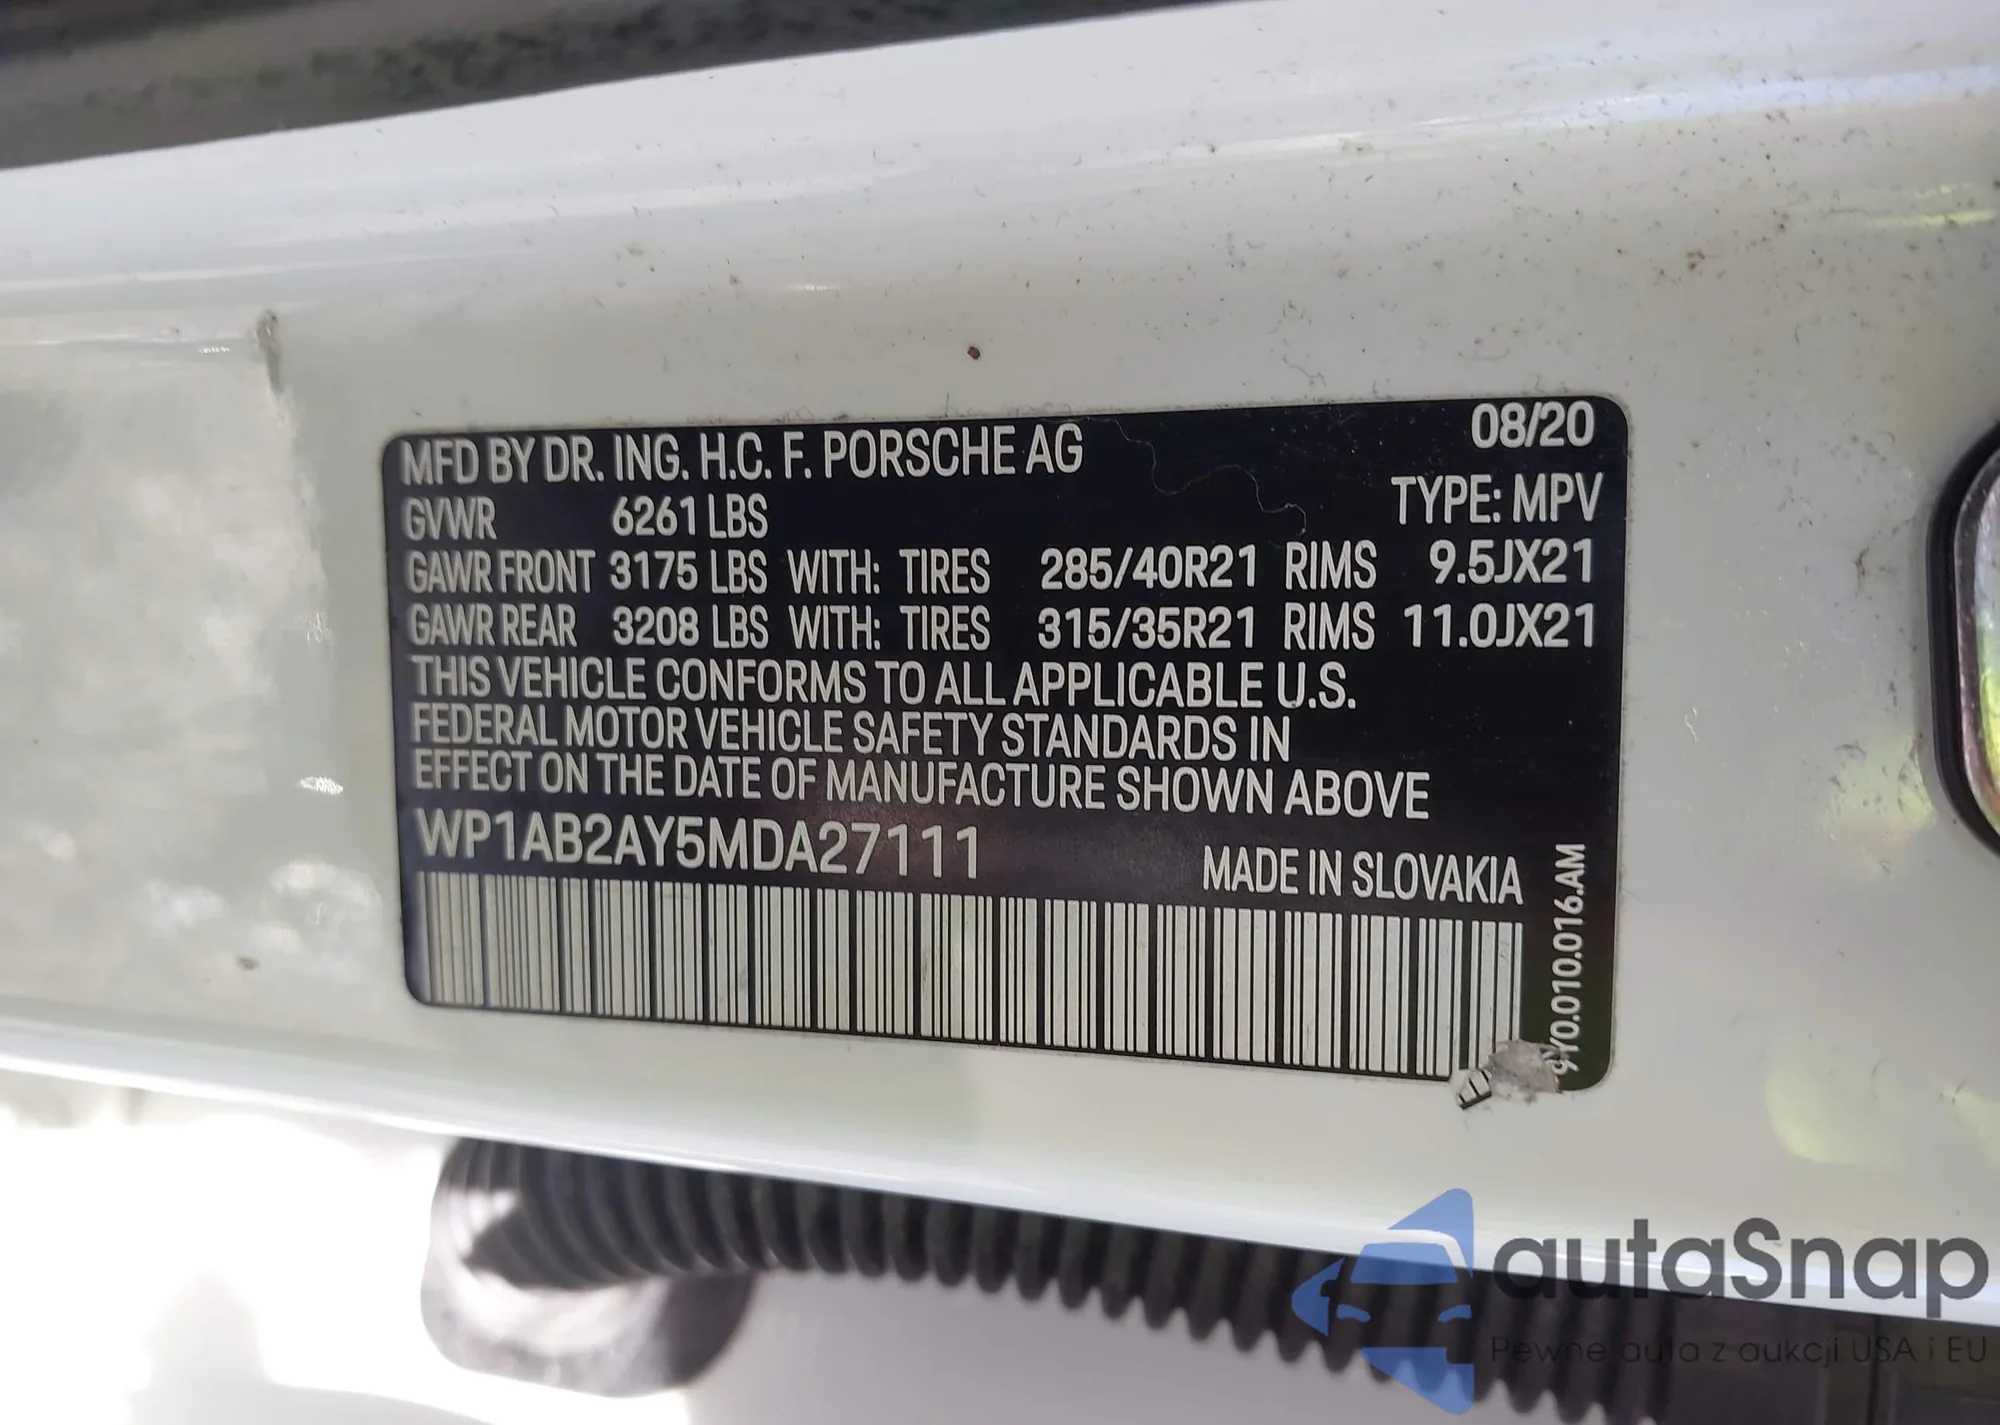 08/20
MFD BY DR. ING. H.C. F. PORSCHE AG
TYPE: MPV
GVWR 6261 LBS
GAWR FRONT 3175 LBS WITH: TIRES 285/40R21 RIMS 9.5JX21
GAWR REAR 3208 LBS WITH: TIRES 315/35R21 RIMS 11.0JX21
THIS VEHICLE CONFORMS TO ALL APPLICABLE U.S.
FEDERAL MOTOR VEHICLE SAFETY STANDARDS IN
EFFECT ON THE DATE OF MANUFACTURE SHOWN ABOVE
WP1AB2AY5MDA27111
MADE IN SLOVAKIA
9Y0.010.016.AM
autaSnap
Pewne auta z aukcji USA i EU